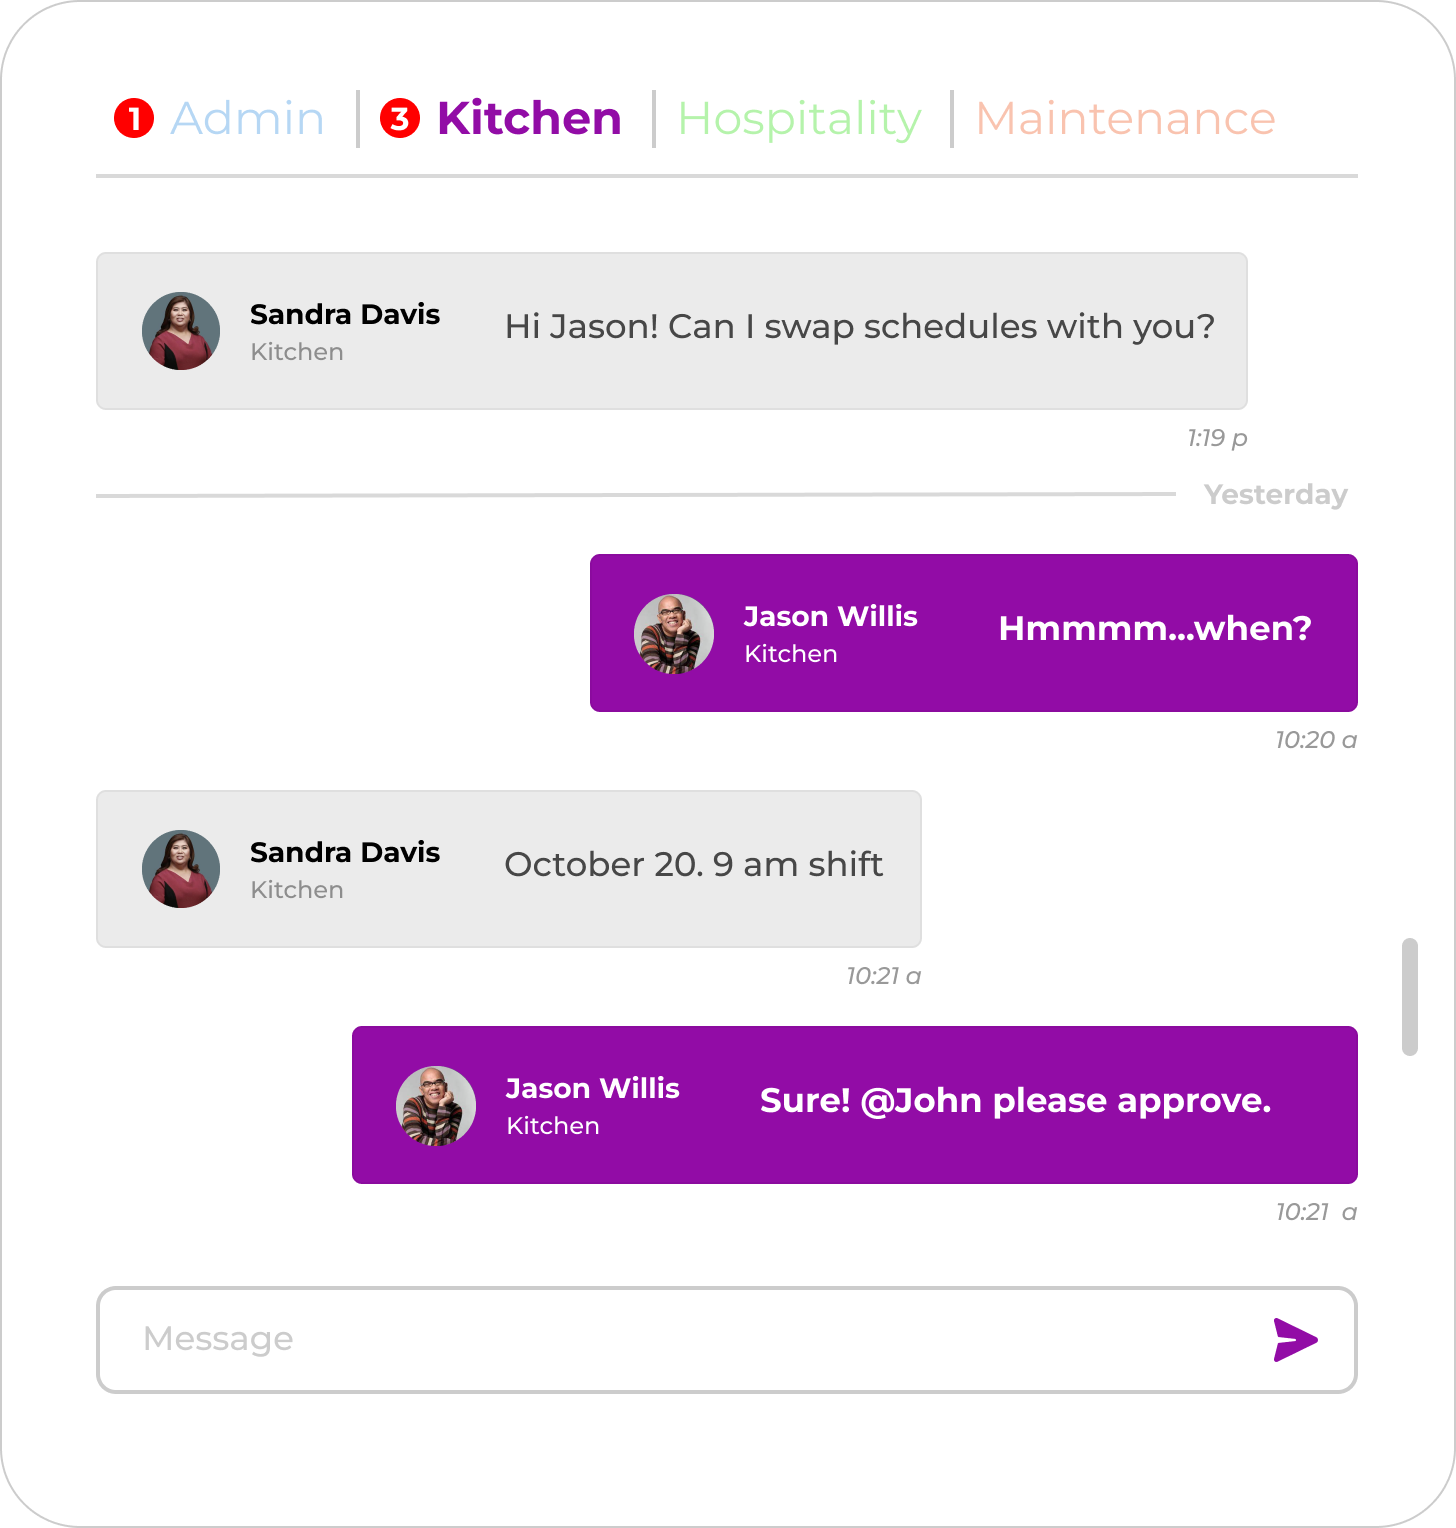 1 Admin 3 Kitchen Hospitality Maintenance
Sandra Davis
Kitchen
Hi Jason! Can I swap schedules with you?
1:19 p
Yesterday
Jason Willis
Kitchen
Hmmmm...when?
10:20 a
Sandra Davis
Kitchen
October 20. 9 am shift
10:21 a
Jason Willis
Kitchen
Sure! @John please approve.
10:21 a
Message